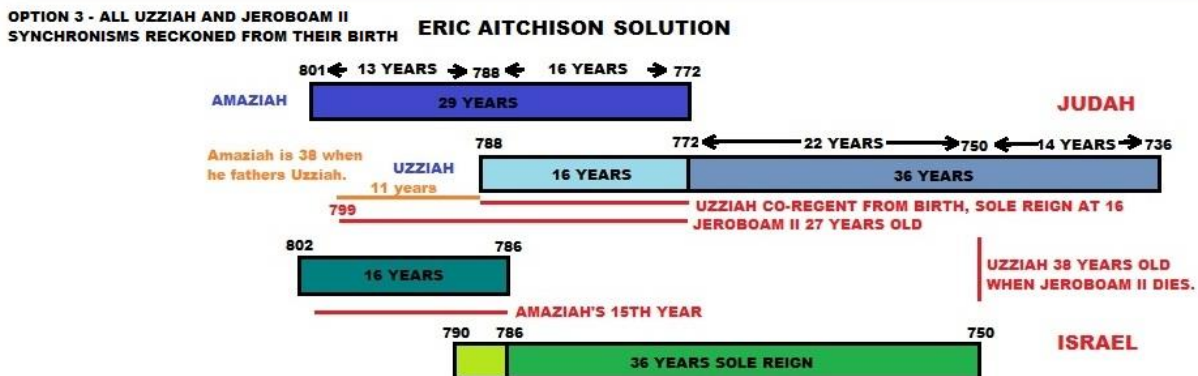 OPTION 3 - ALL UZZIAH AND JEROBOAM II
SYNCHRONISMS RECKONED FROM THEIR BIRTH
ERIC AITCHISON SOLUTION
801 13 YEARS 788 16 YEARS 772
AMAZIAH 29 YEARS JUDAH
788 772 22 YEARS 750 14 YEARS 736
Amaziah is 38 when
he fathers Uzziah.
UZZIAH 16 YEARS 36 YEARS
11 years
799
UZZIAH CO-REGENT FROM BIRTH, SOLE REIGN AT 16
JEROBOAM II 27 YEARS OLD
802 786
16 YEARS
UZZIAH 38 YEARS OLD
WHEN JEROBOAM II DIES.
AMAZIAH'S 15TH YEAR
790 786 750
ISRAEL
36 YEARS SOLE REIGN